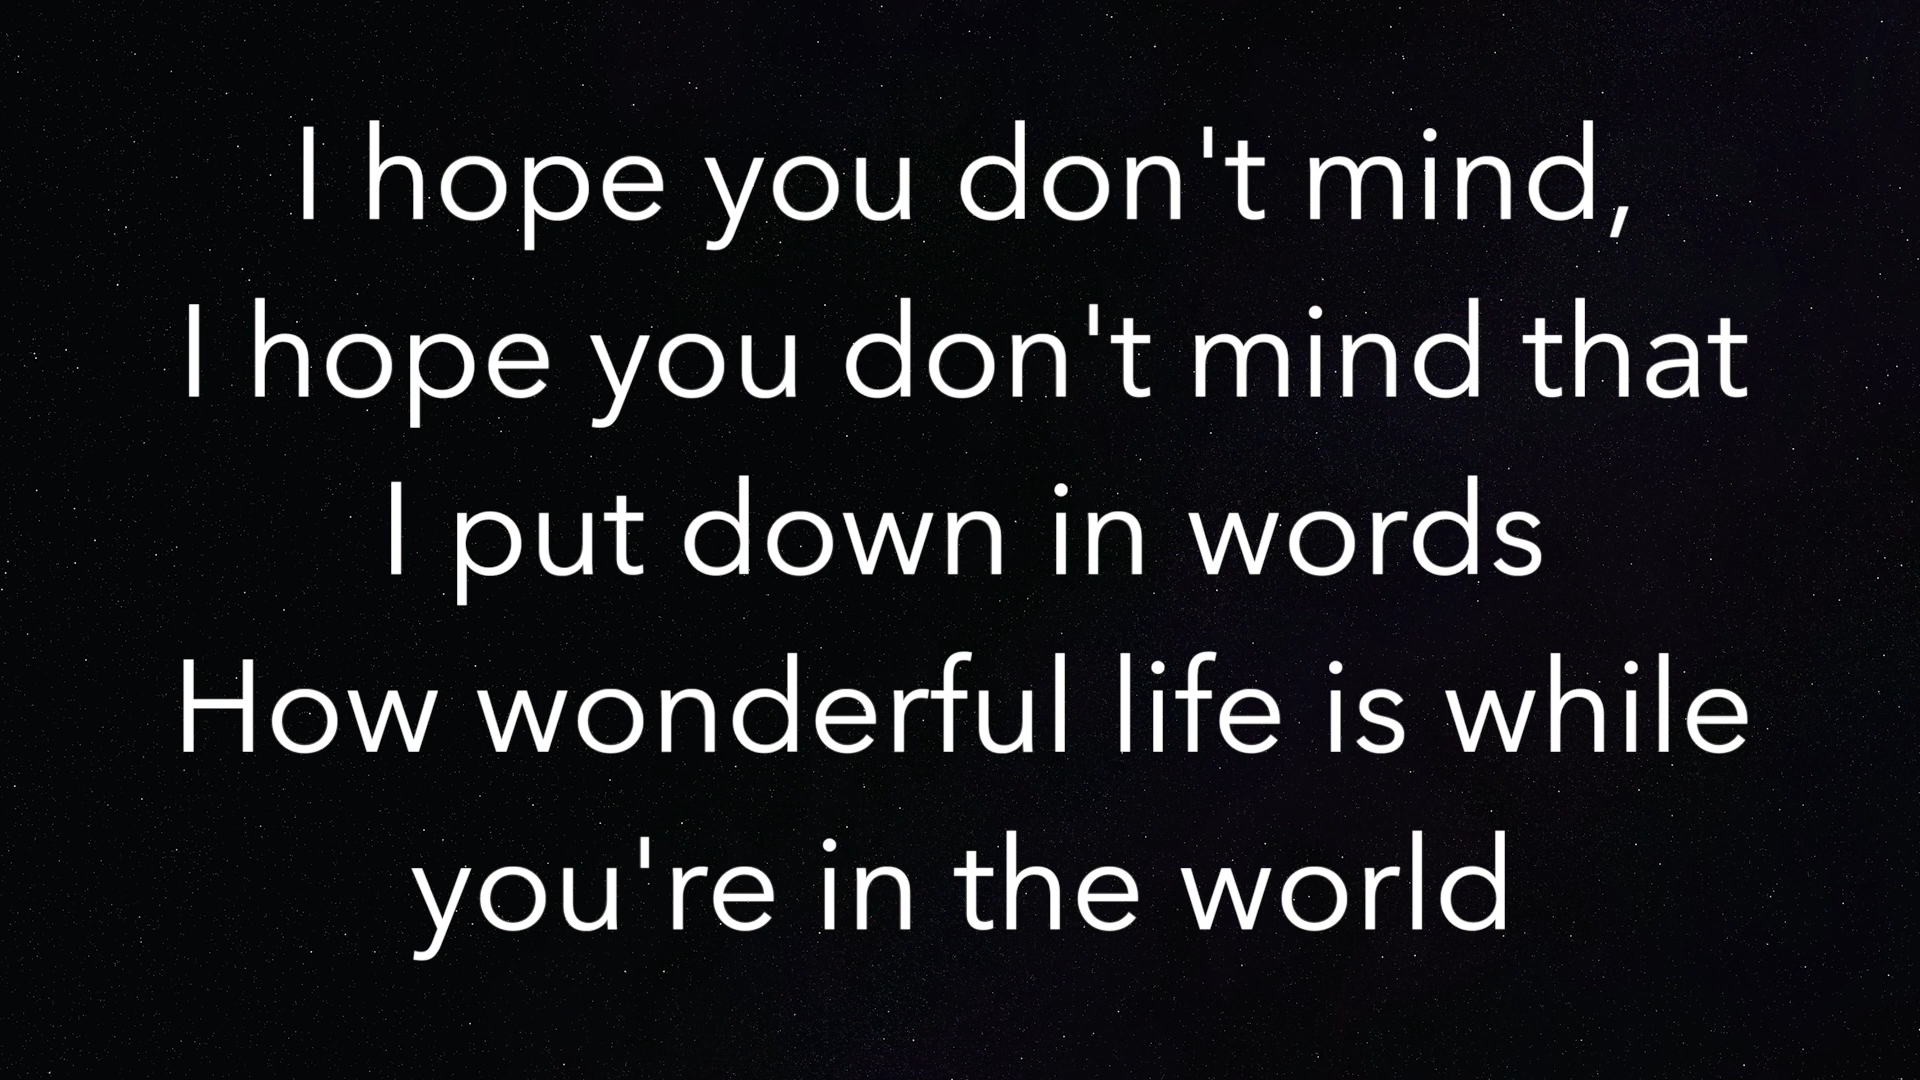 I hope you don't mind,
I hope you don't mind that
I put down in words
How wonderful life is while
you're in the world